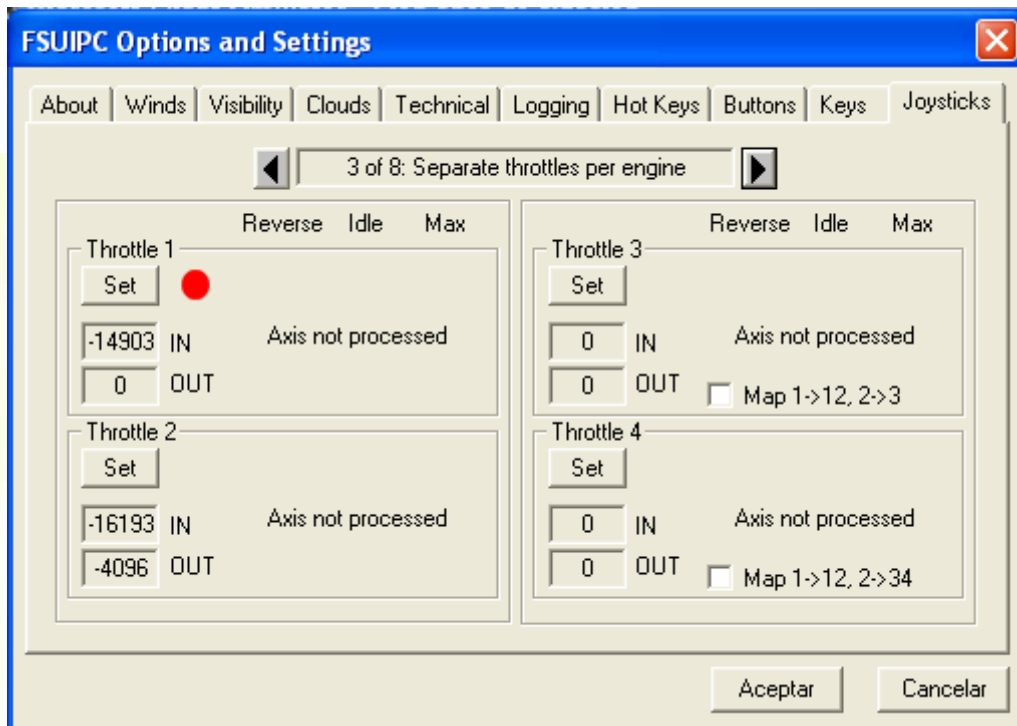 FSUIPC Options and Settings
About Winds Visibility Clouds Technical Logging Hot Keys Buttons Keys Joysticks
3 of 8: Separate throttles per engine
Reverse Idle Max
Throttle 1
Set
-14903 IN Axis not processed
0 OUT
Throttle 2
Set
-16193 IN Axis not processed
-4096 OUT
Reverse Idle Max
Throttle 3
Set
0 IN Axis not processed
0 OUT Map 1->12, 2->3
Throttle 4
Set
0 IN Axis not processed
0 OUT Map 1->12, 2->34
Aceptar Cancelar